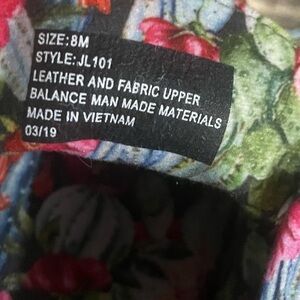 SIZE:8M
STYLE:JL101
LEATHER AND FABRIC UPPER
BALANCE MAN MADE MATERIALS
MADE IN VIETNAM
03/19